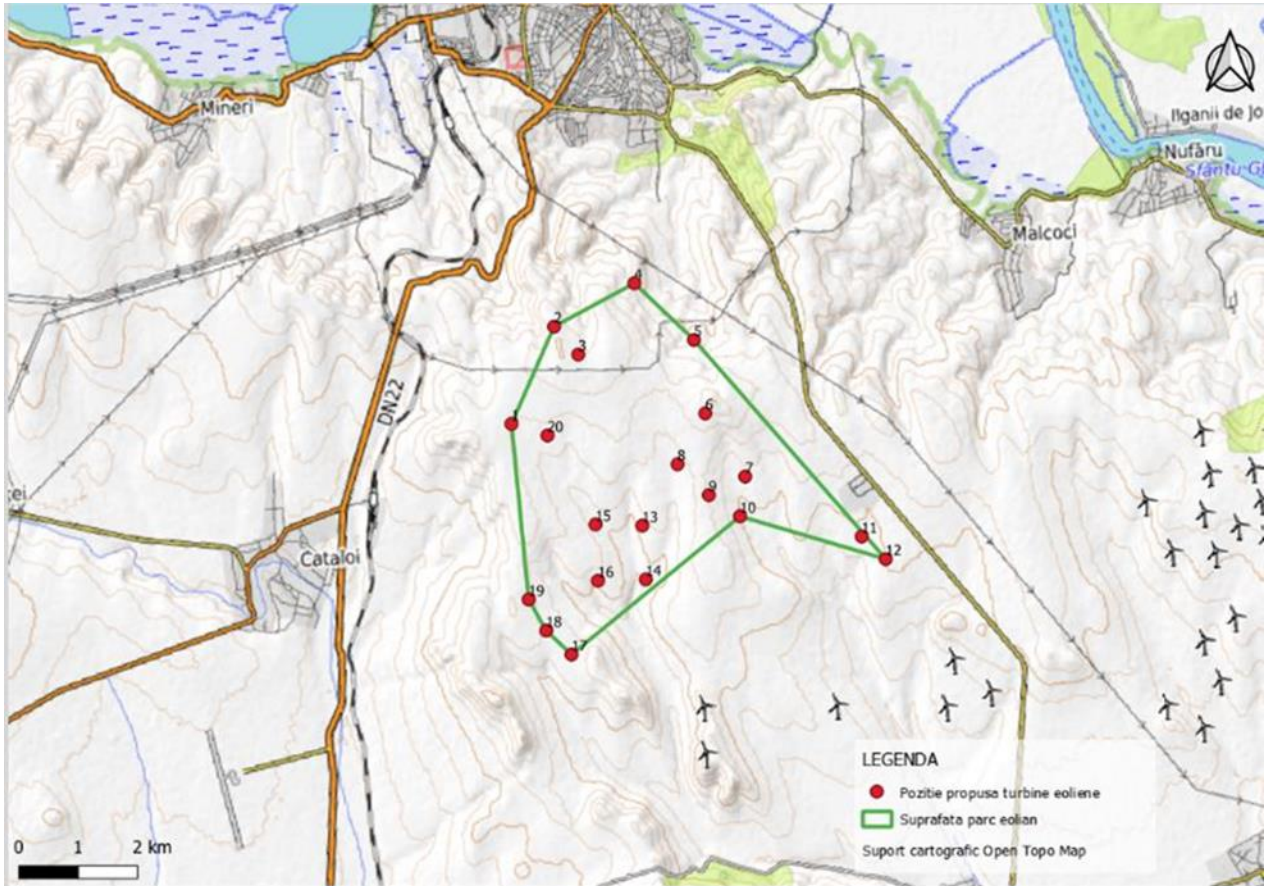 Mineri
Ilganii de Jo
Nufăru
Sfântu G
Malcoci
4
2
5
3
DN22
1
20
6
8
7
9
10
15
13
11
12
Cataloi
16
14
19
18
17
LEGENDA
Pozitie propusa turbine eoliene
Suprafata parc eolian
Suport cartografic Open Topo Map
0 1 2 km